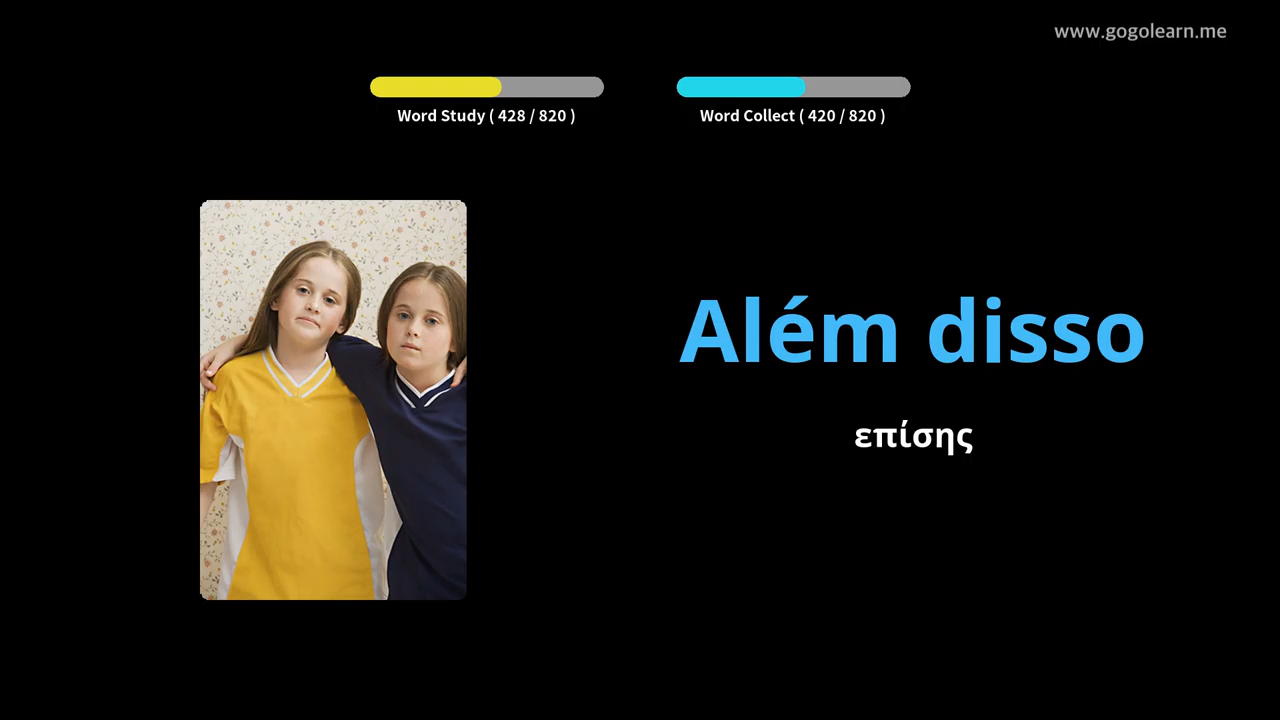 www.gogolearn.me
Word Study ( 428 / 820 )
Word Collect ( 420 / 820 )
Além disso
επίσης